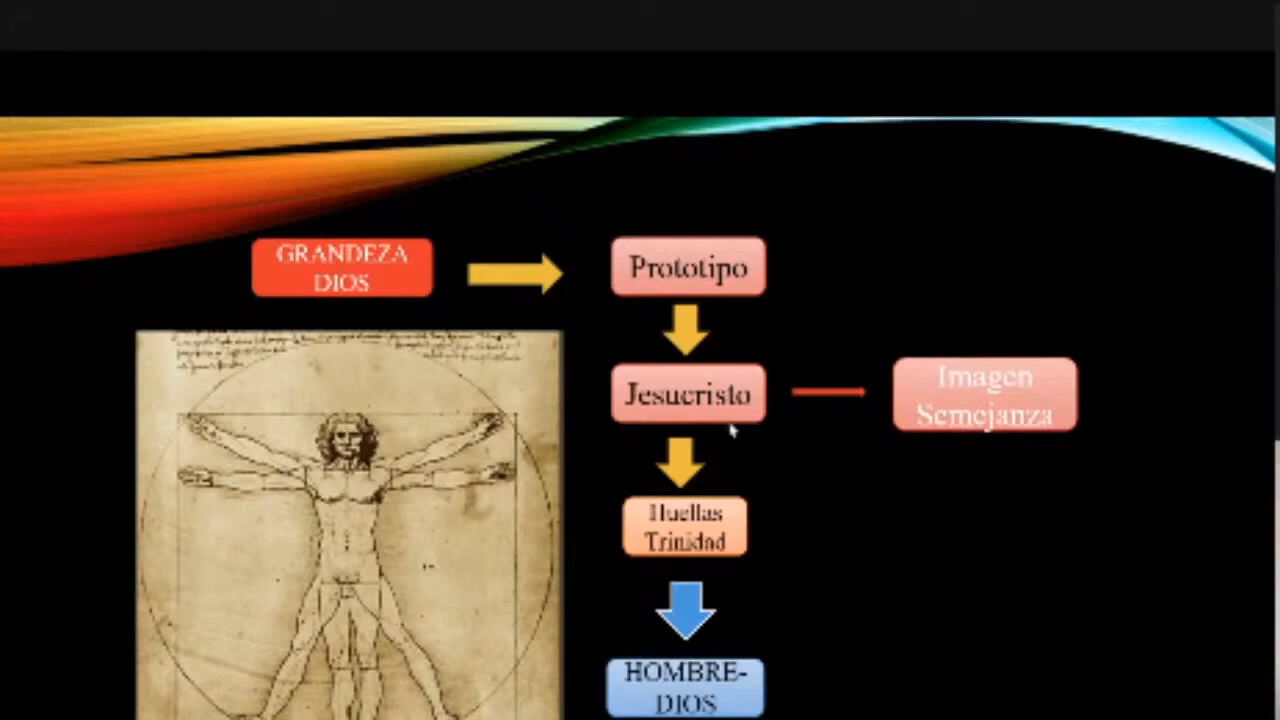 GRANDEZA
DIOS
Prototipo
Jesucristo
Imagen
Semejanza
Huellas
Trinidad
HOMBRE-
DIOS